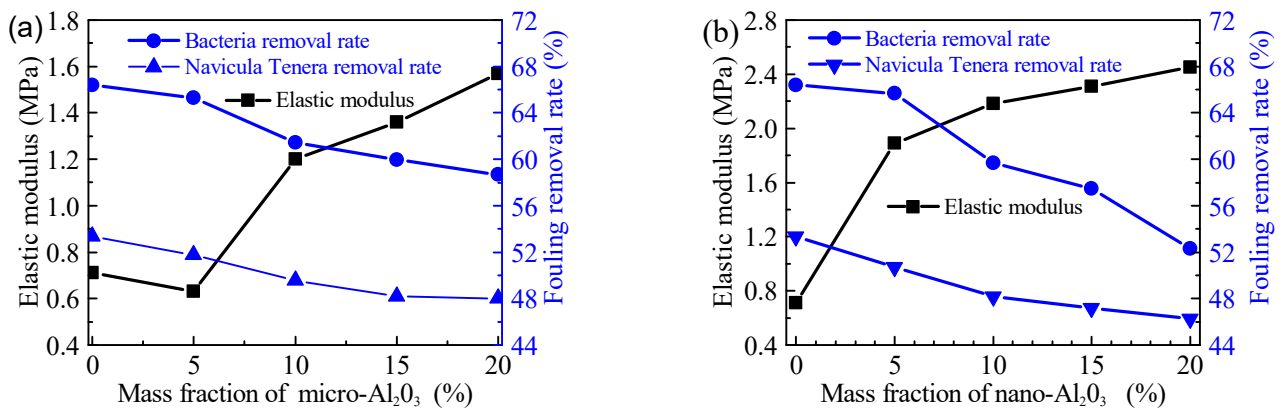 (a)
Bacteria removal rate
Navicula Tenera removal rate
Elastic modulus
Elastic modulus (MPa)
1.8
1.6
1.4
1.2
1.0
0.8
0.6
0.4
Fouling removal rate (%)
72
68
64
60
56
52
48
44
0 5 10 15 20
Mass fraction of micro-Al₂0₃ (%)
(b)
Bacteria removal rate
Navicula Tenera removal rate
Elastic modulus
Elastic modulus (MPa)
2.8
2.4
2.0
1.6
1.2
0.8
0.4
Fouling removal rate (%)
72
68
64
60
56
52
48
44
0 5 10 15 20
Mass fraction of nano-Al₂0₃ (%)